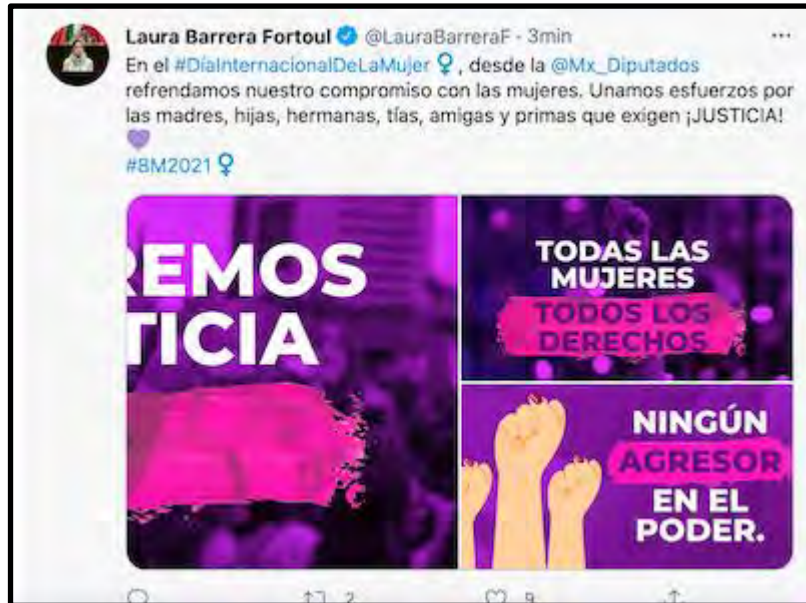 Laura Barrera Fortoul @LauraBarreraF · 3min
En el #DíaInternacionalDeLaMujer ♀, desde la @Mx_Diputados
refrendamos nuestro compromiso con las mujeres. Unamos esfuerzos por
las madres, hijas, hermanas, tías, amigas y primas que exigen ¡JUSTICIA!
💜
#8M2021 ♀
REMOS
TICIA
TODAS LAS
MUJERES
TODOS LOS
DERECHOS
NINGÚN
AGRESOR
EN EL
PODER.
2 9